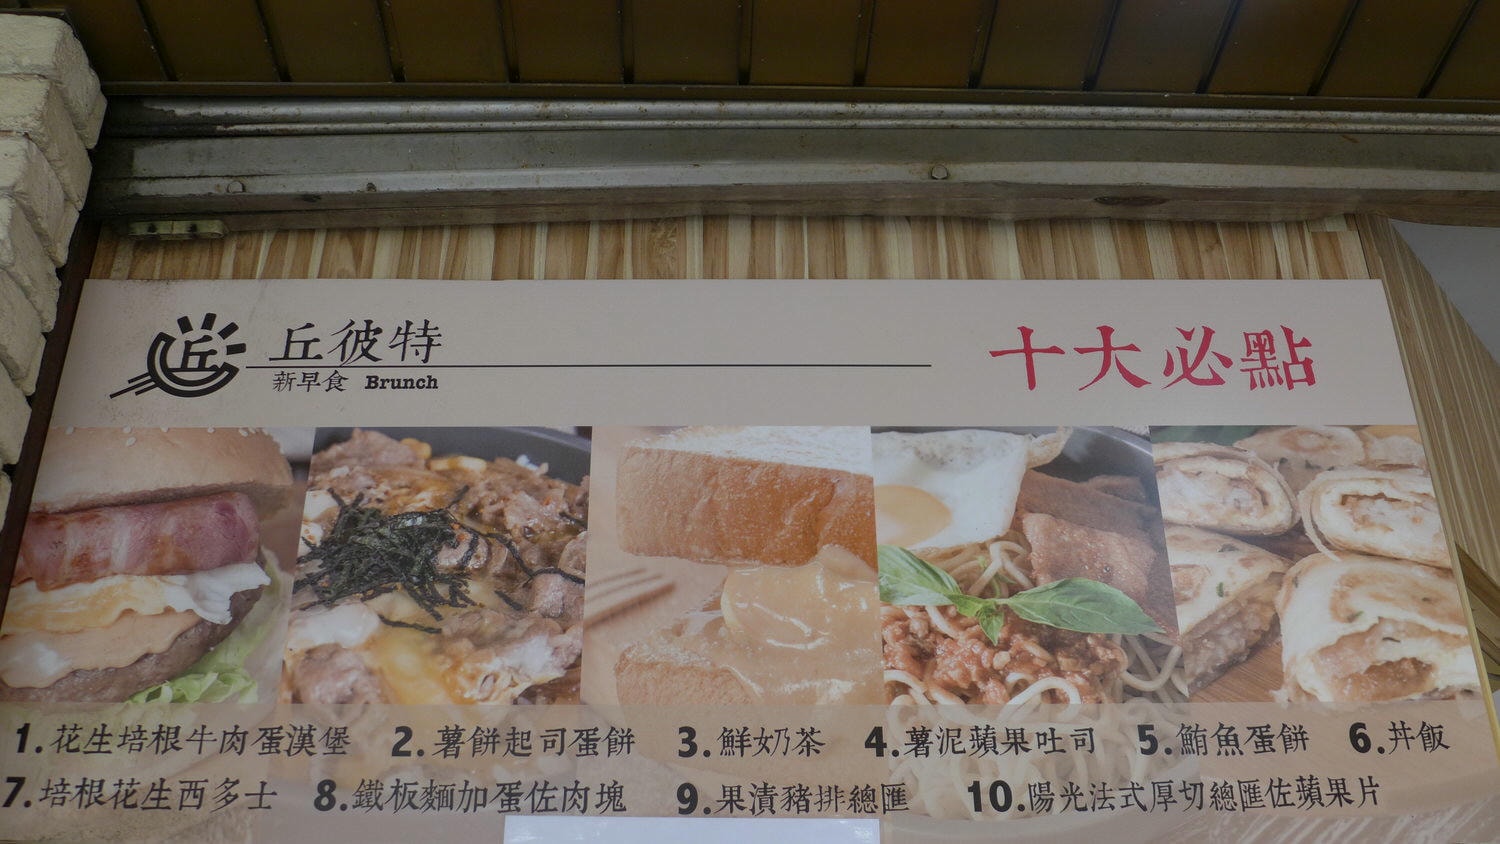 丘
丘彼特
新早食 Brunch
十大必點
1.花生培根牛肉蛋漢堡 2.薯餅起司蛋餅 3.鮮奶茶 4.薯泥蘋果吐司 5.鮪魚蛋餅 6.丼飯
7.培根花生西多士 8.鐵板麵加蛋佐肉塊 9.果漬豬排總匯 10.陽光法式厚切總匯佐蘋果片